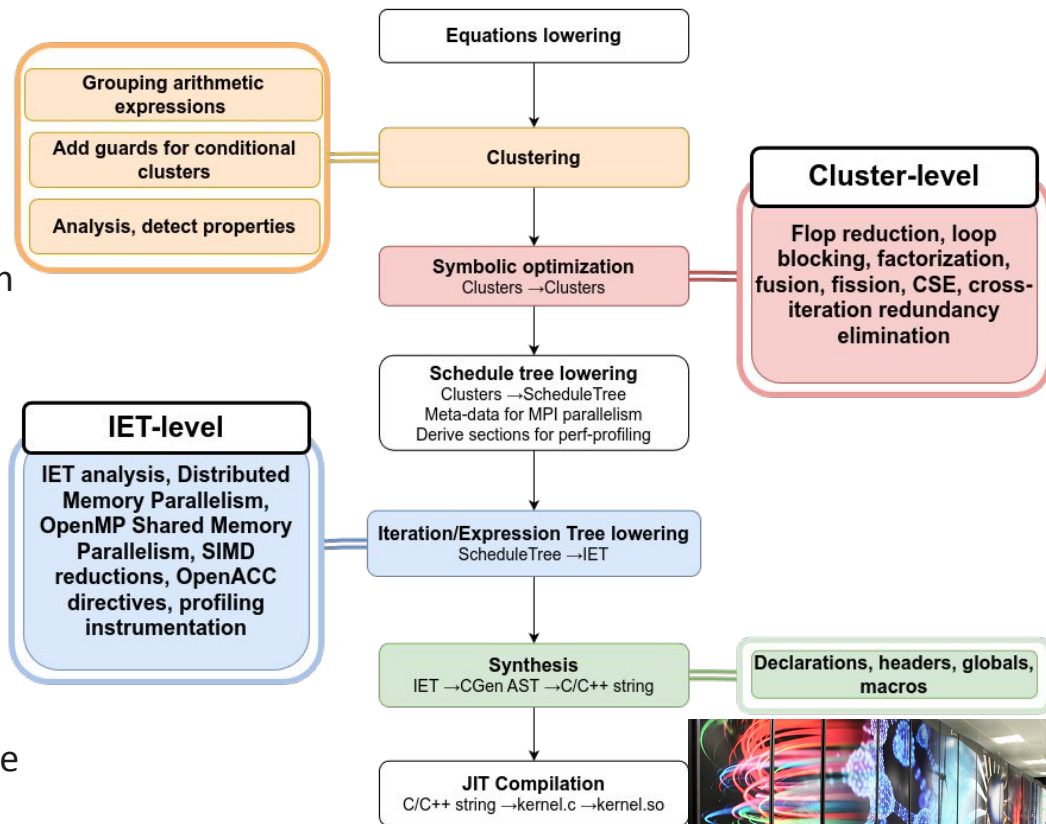 Equations lowering
Grouping arithmetic
expressions
Add guards for conditional
clusters
Analysis, detect properties
Clustering
Cluster-level
Flop reduction, loop
blocking, factorization,
fusion, fission, CSE, cross-
iteration redundancy
elimination
Symbolic optimization
Clusters →Clusters
Schedule tree lowering
Clusters →ScheduleTree
Meta-data for MPI parallelism
Derive sections for perf-profiling
IET-level
IET analysis, Distributed
Memory Parallelism,
OpenMP Shared Memory
Parallelism, SIMD
reductions, OpenACC
directives, profiling
instrumentation
Iteration/Expression Tree lowering
ScheduleTree →IET
Synthesis
IET →CGen AST →C/C++ string
Declarations, headers, globals,
macros
JIT Compilation
C/C++ string →kernel.c →kernel.so